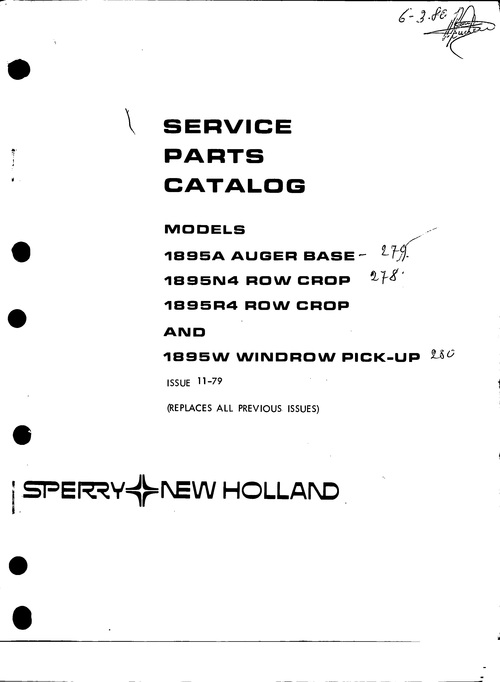 6-3.86
SERVICE
PARTS
CATALOG
MODELS
1895A AUGER BASE - 279.
1895N4 ROW CROP 278.
1895R4 ROW CROP
AND
1895W WINDROW PICK-UP 280
ISSUE 11-79
(REPLACES ALL PREVIOUS ISSUES)
SPERRY NEW HOLLAND